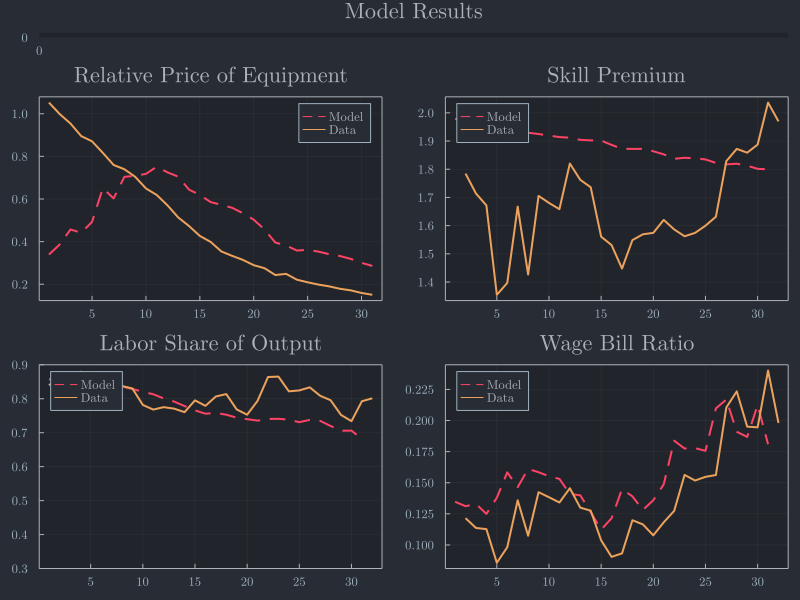 Model Results
0
0
Relative Price of Equipment
Skill Premium
1.0
0.8
0.6
0.4
0.2
Model
Data
5 10 15 20 25 30
2.0
1.9
1.8
1.7
1.6
1.5
1.4
Model
Data
5 10 15 20 25 30
Labor Share of Output
Wage Bill Ratio
0.9
0.8
0.7
0.6
0.5
0.4
0.3
Model
Data
5 10 15 20 25 30
0.225
0.200
0.175
0.150
0.125
0.100
Model
Data
5 10 15 20 25 30